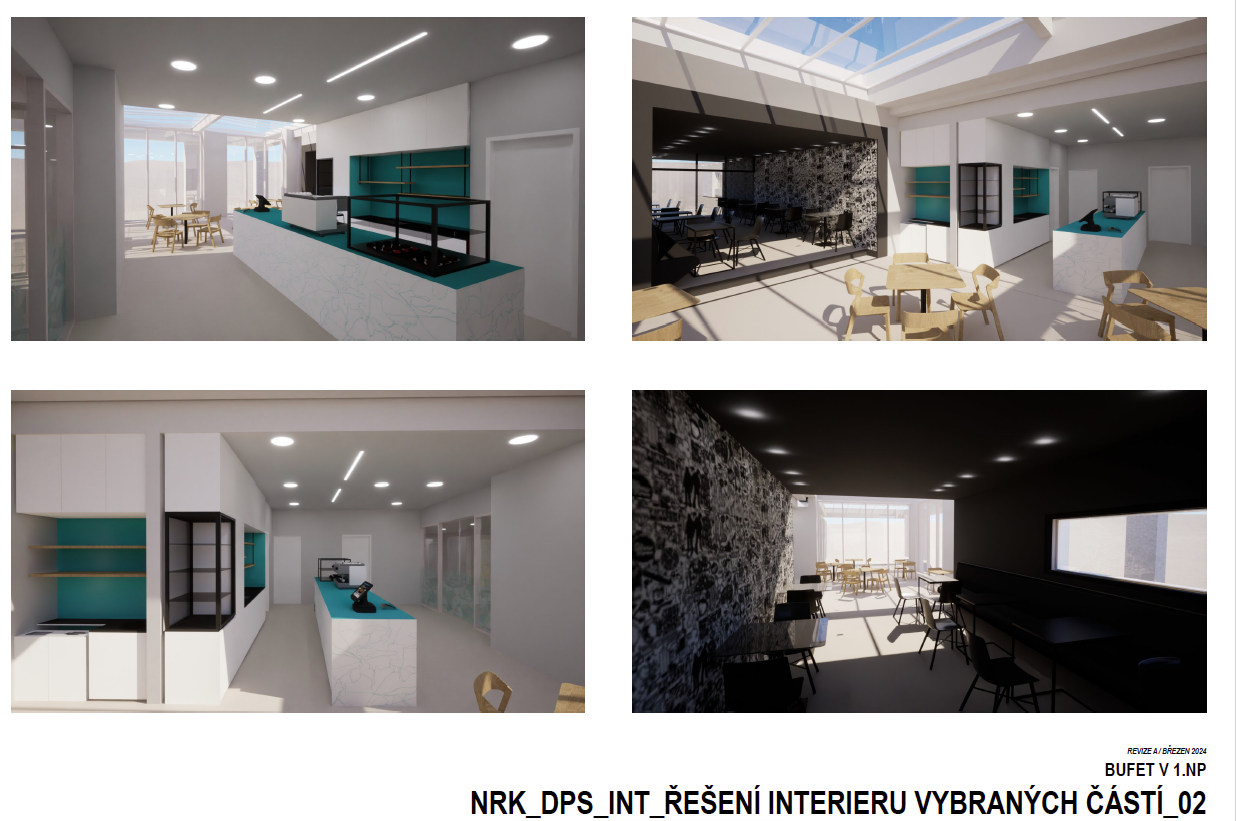 REVIZE A / BŘEZEN 2024
BUFET V 1.NP
NRK_DPS_INT_ŘEŠENÍ INTERIERU VYBRANÝCH ČÁSTÍ_02